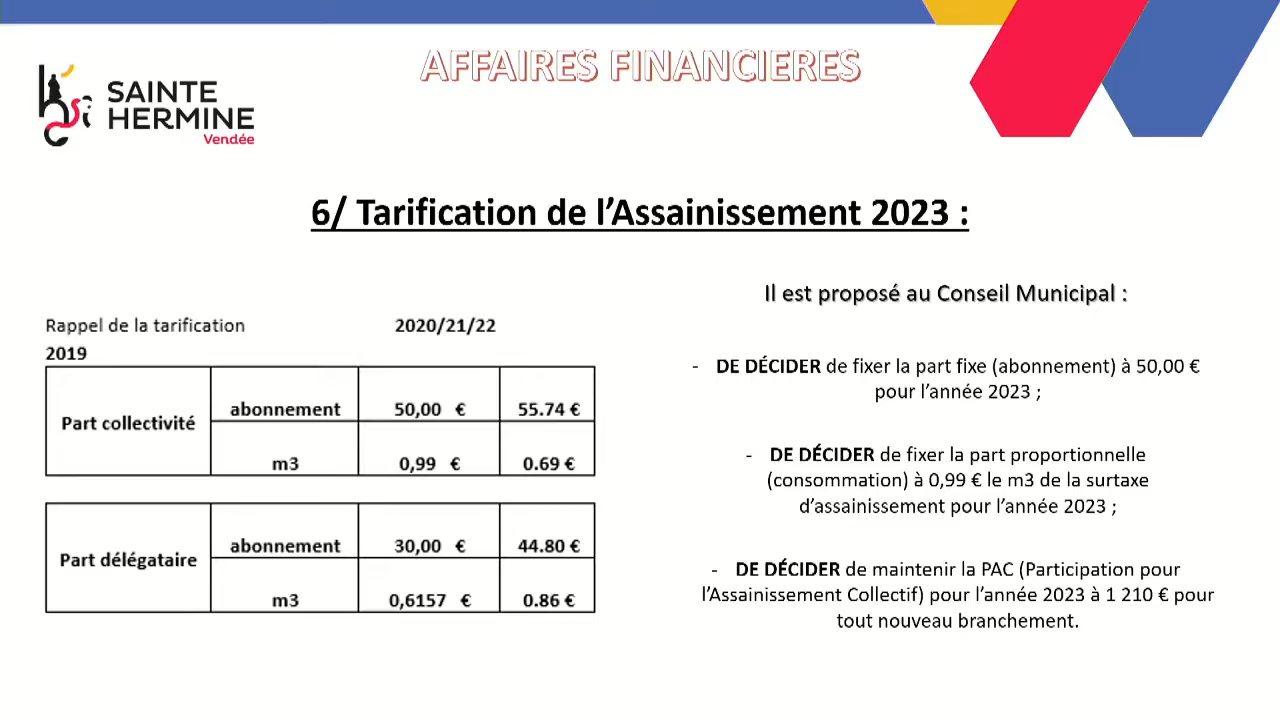 AFFAIRES FINANCIERES
SAINTE
HERMINE
Vendée
6/ Tarification de l'Assainissement 2023 :
Rappel de la tarification 2020/21/22
2019
Part collectivité
abonnement 50,00 € 55.74 €
m3 0,99 € 0.69 €
Part délégataire
abonnement 30,00 € 44.80 €
m3 0,6157 € 0.86 €
Il est proposé au Conseil Municipal :
- DE DÉCIDER de fixer la part fixe (abonnement) à 50,00 €
pour l'année 2023 ;
- DE DÉCIDER de fixer la part proportionnelle
(consommation) à 0,99 € le m3 de la surtaxe
d'assainissement pour l'année 2023 ;
- DE DÉCIDER de maintenir la PAC (Participation pour
l'Assainissement Collectif) pour l'année 2023 à 1 210 € pour
tout nouveau branchement.